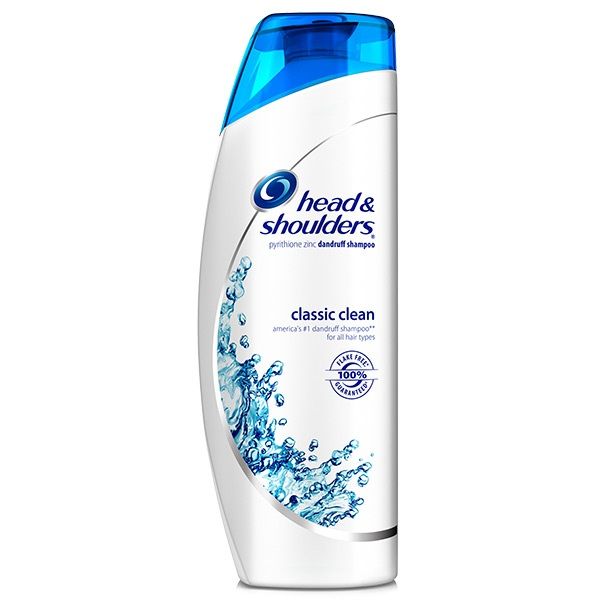 head &
shoulders®
pyrithione zinc dandruff shampoo
classic clean
america's #1 dandruff shampoo**
for all hair types
FLAKE FREE*
100%
GUARANTEED*